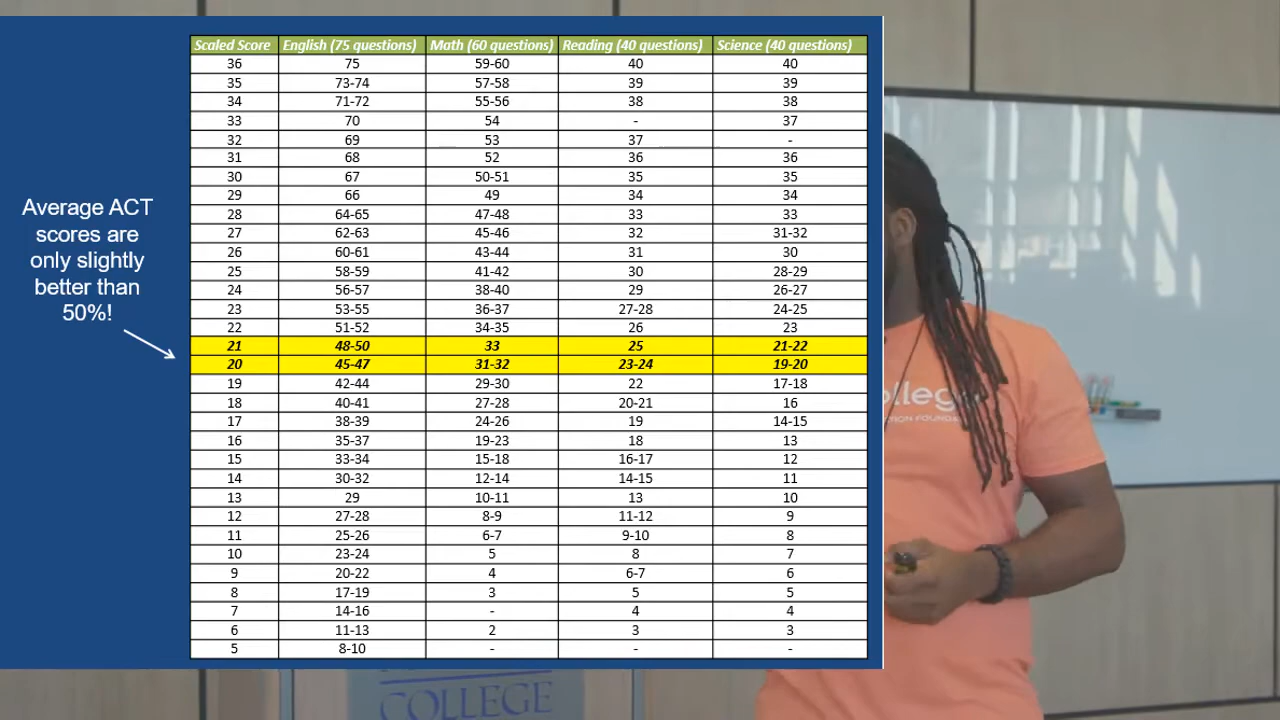 Average ACT
scores are
only slightly
better than
50%!
Scaled Score English (75 questions) Math (60 questions) Reading (40 questions) Science (40 questions)
36 75 59-60 40 40
35 73-74 57-58 39 39
34 71-72 55-56 38 38
33 70 54 - 37
32 69 53 37 -
31 68 52 36 36
30 67 50-51 35 35
29 66 49 34 34
28 64-65 47-48 33 33
27 62-63 45-46 32 31-32
26 60-61 43-44 31 30
25 58-59 41-42 30 28-29
24 56-57 38-40 29 26-27
23 53-55 36-37 27-28 24-25
22 51-52 34-35 26 23
21 48-50 33 25 21-22
20 45-47 31-32 23-24 19-20
19 42-44 29-30 22 17-18
18 40-41 27-28 20-21 16
17 38-39 24-26 19 14-15
16 35-37 19-23 18 13
15 33-34 15-18 16-17 12
14 30-32 12-14 14-15 11
13 29 10-11 13 10
12 27-28 8-9 11-12 9
11 25-26 6-7 9-10 8
10 23-24 5 8 7
9 20-22 4 6-7 6
8 17-19 3 5 5
7 14-16 - 4 4
6 11-13 2 3 3
5 8-10 - - -
COLLEGE